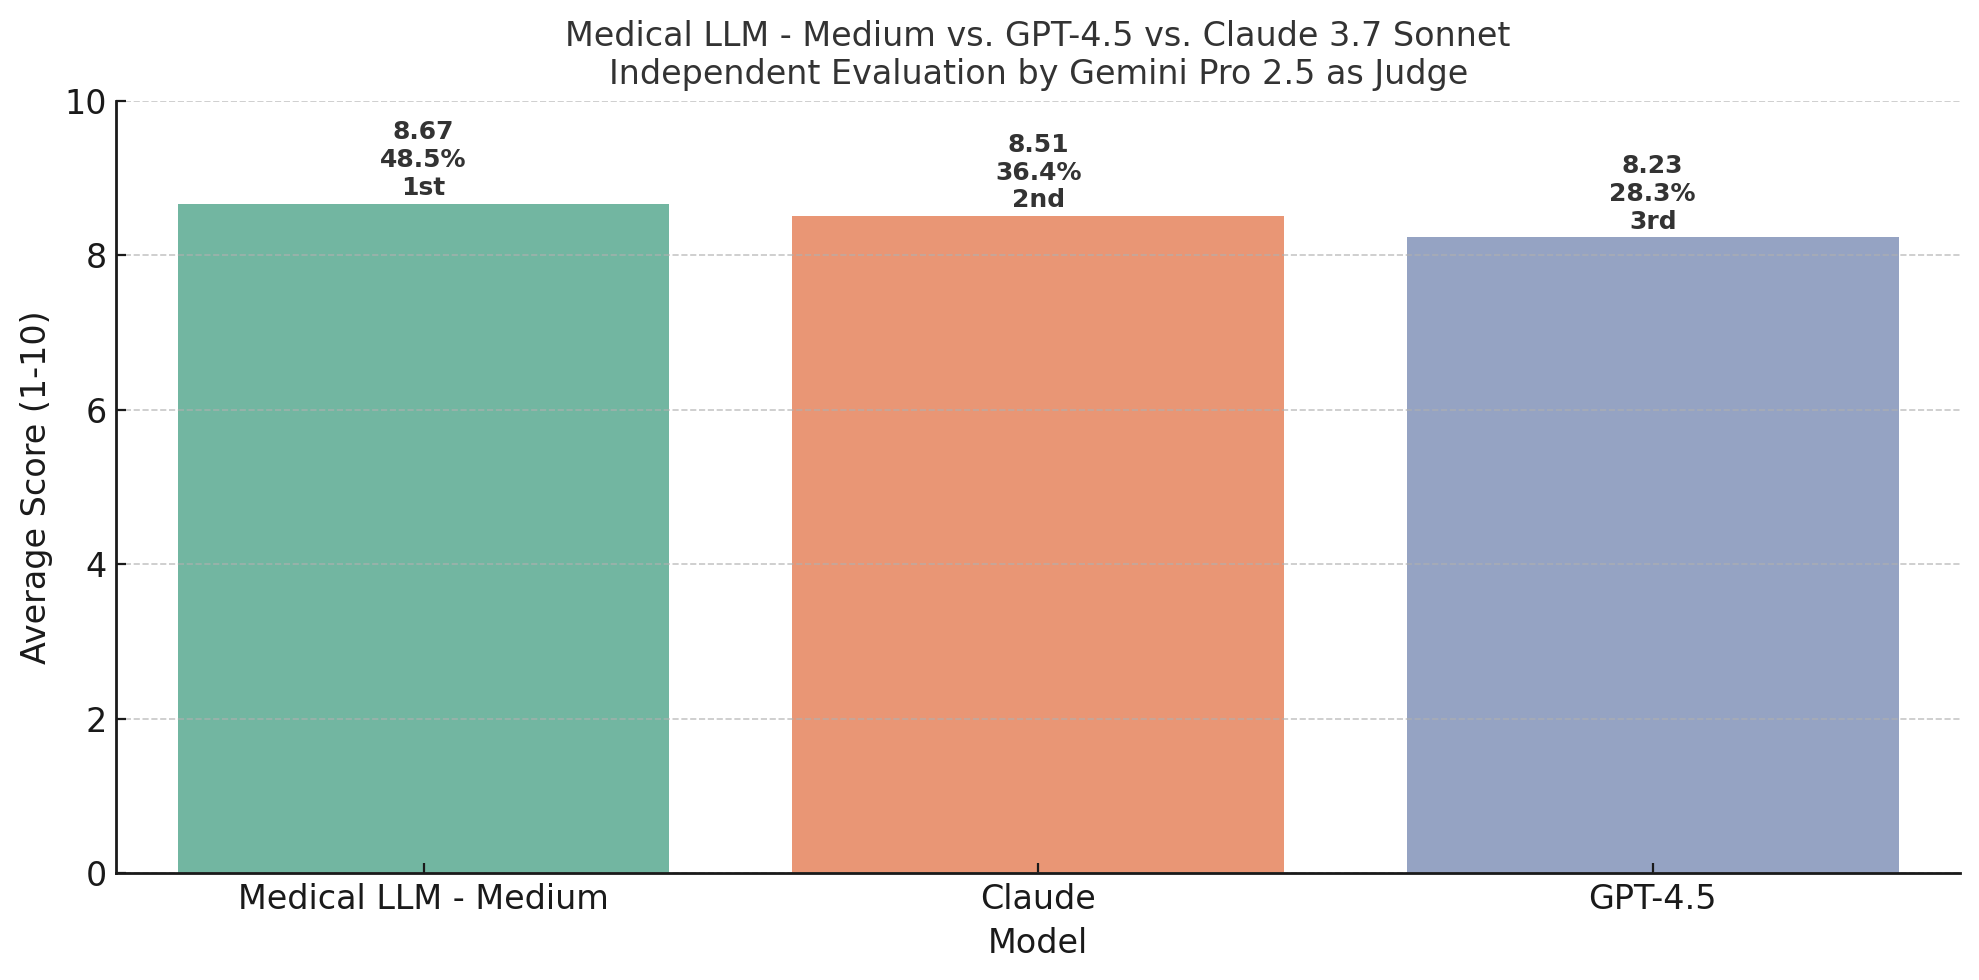 Medical LLM - Medium vs. GPT-4.5 vs. Claude 3.7 Sonnet
Independent Evaluation by Gemini Pro 2.5 as Judge
Average Score (1-10)
10
8
6
4
2
0
8.67
48.5%
1st
8.51
36.4%
2nd
8.23
28.3%
3rd
Medical LLM - Medium
Claude
GPT-4.5
Model